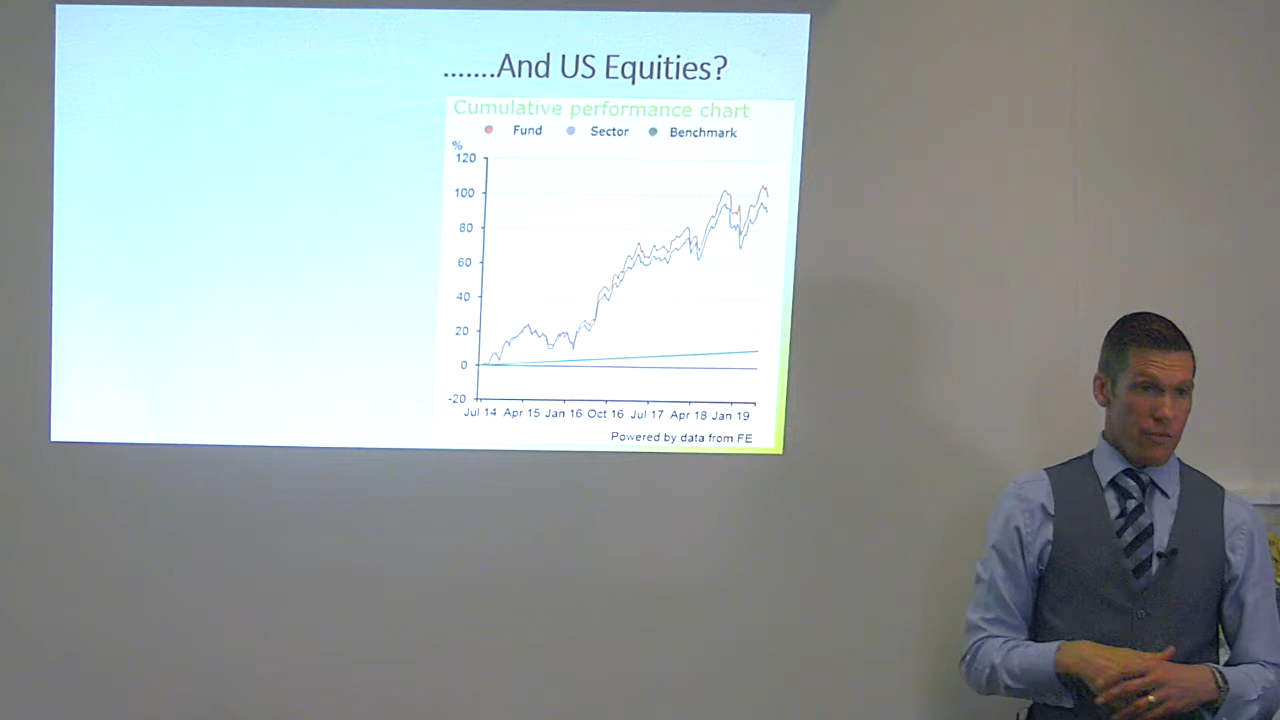 .......And US Equities?
Cumulative performance chart
Fund Sector Benchmark
%
120
100
80
60
40
20
0
-20
Jul 14 Apr 15 Jan 16 Oct 16 Jul 17 Apr 18 Jan 19
Powered by data from FE